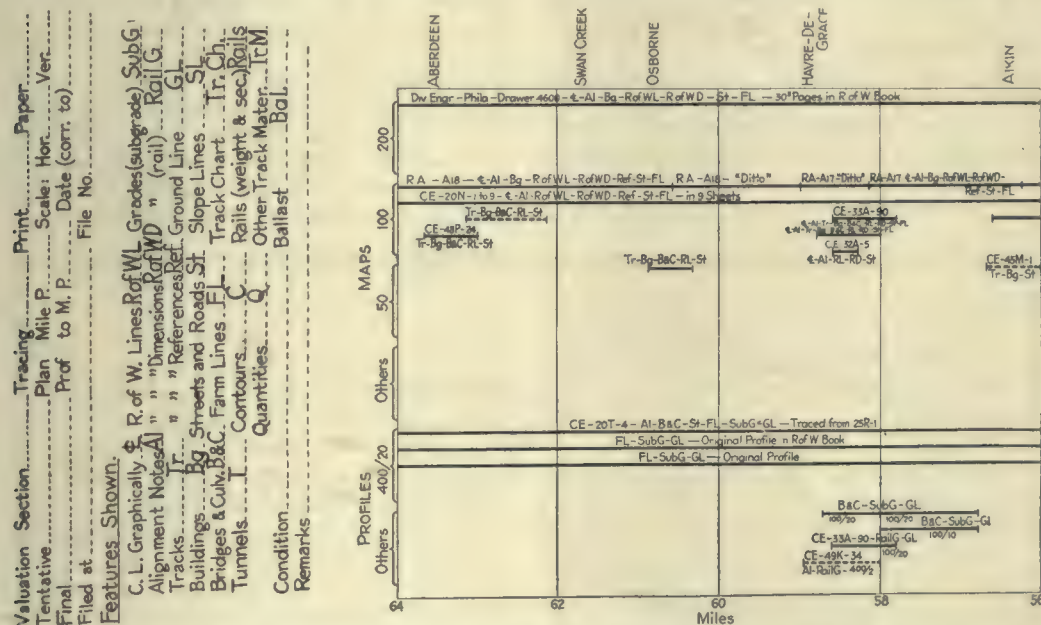 Valuation Section Tracing Print Paper
Tentative Plan Mile P. Scale: Hor. Ver.
Final Prof to M. P. Date (corr. to)
Filed at File No.
Features Shown.
C. L. Graphically ℄ R. of W. Lines RofWL Grades (subgrade) SubG
Alignment Notes Al " " " Dimensions RofWD " (rail) Rail G
Tracks Tr " " " References Ref. Ground Line GL
Buildings Bg Streets and Roads St Slope Lines SL
Bridges & Culv. B&C. Farm Lines FL Track Chart Tr. Ch.
Tunnels T Contours C Rails (weight & sec.) Rails
Quantities Q Other Track Mater. Tr M.
Condition Ballast Bal.
Remarks
ABERDEEN
SWAN CREEK
OSBORNE
HAVRE-DE-
GRACE
AIKIN
MAPS
200
100
50
Others
Div Engr-Phila-Drawer 4600-℄-Al-Bg-RofWL-RofWD-St-FL-30"Pages in R of W Book
RA-A18-℄-Al-Bg-RofWL-RofWD-Ref-St-FL
RA-A18-"Ditto"
RA-A17 "Ditto"
RA-A17 ℄-Al-Bg-RofWL-RofWD-
Ref-St-FL
CE-20N-1 to 9-℄-Al-RofWL-RofWD-Ref-St-FL-in 9 Sheets
Tr-Bg-B&C-RL-St
CE-48P-24
Tr-Bg-B&C-RL-St
Tr-Bg-B&C-RL-St
CE-33A-90
CE 32A-5
℄-Al-RL-RD-St
CE-45M-1
Tr-Bg-St
PROFILES
400/20
Others
CE-20T-4-Al-B&C-St-FL-SubG-GL-Traced from 25R-1
FL-SubG-GL-Original Profile in RofW Book
FL-SubG-GL-Original Profile
B&C-SubG-GL
100/20
100/20
B&C-SubG-GL
100/10
CE-33A-90-RailG-GL
100/20
CE-49K-34
Al-RailG-400/2
64
62
60
58
56
Miles